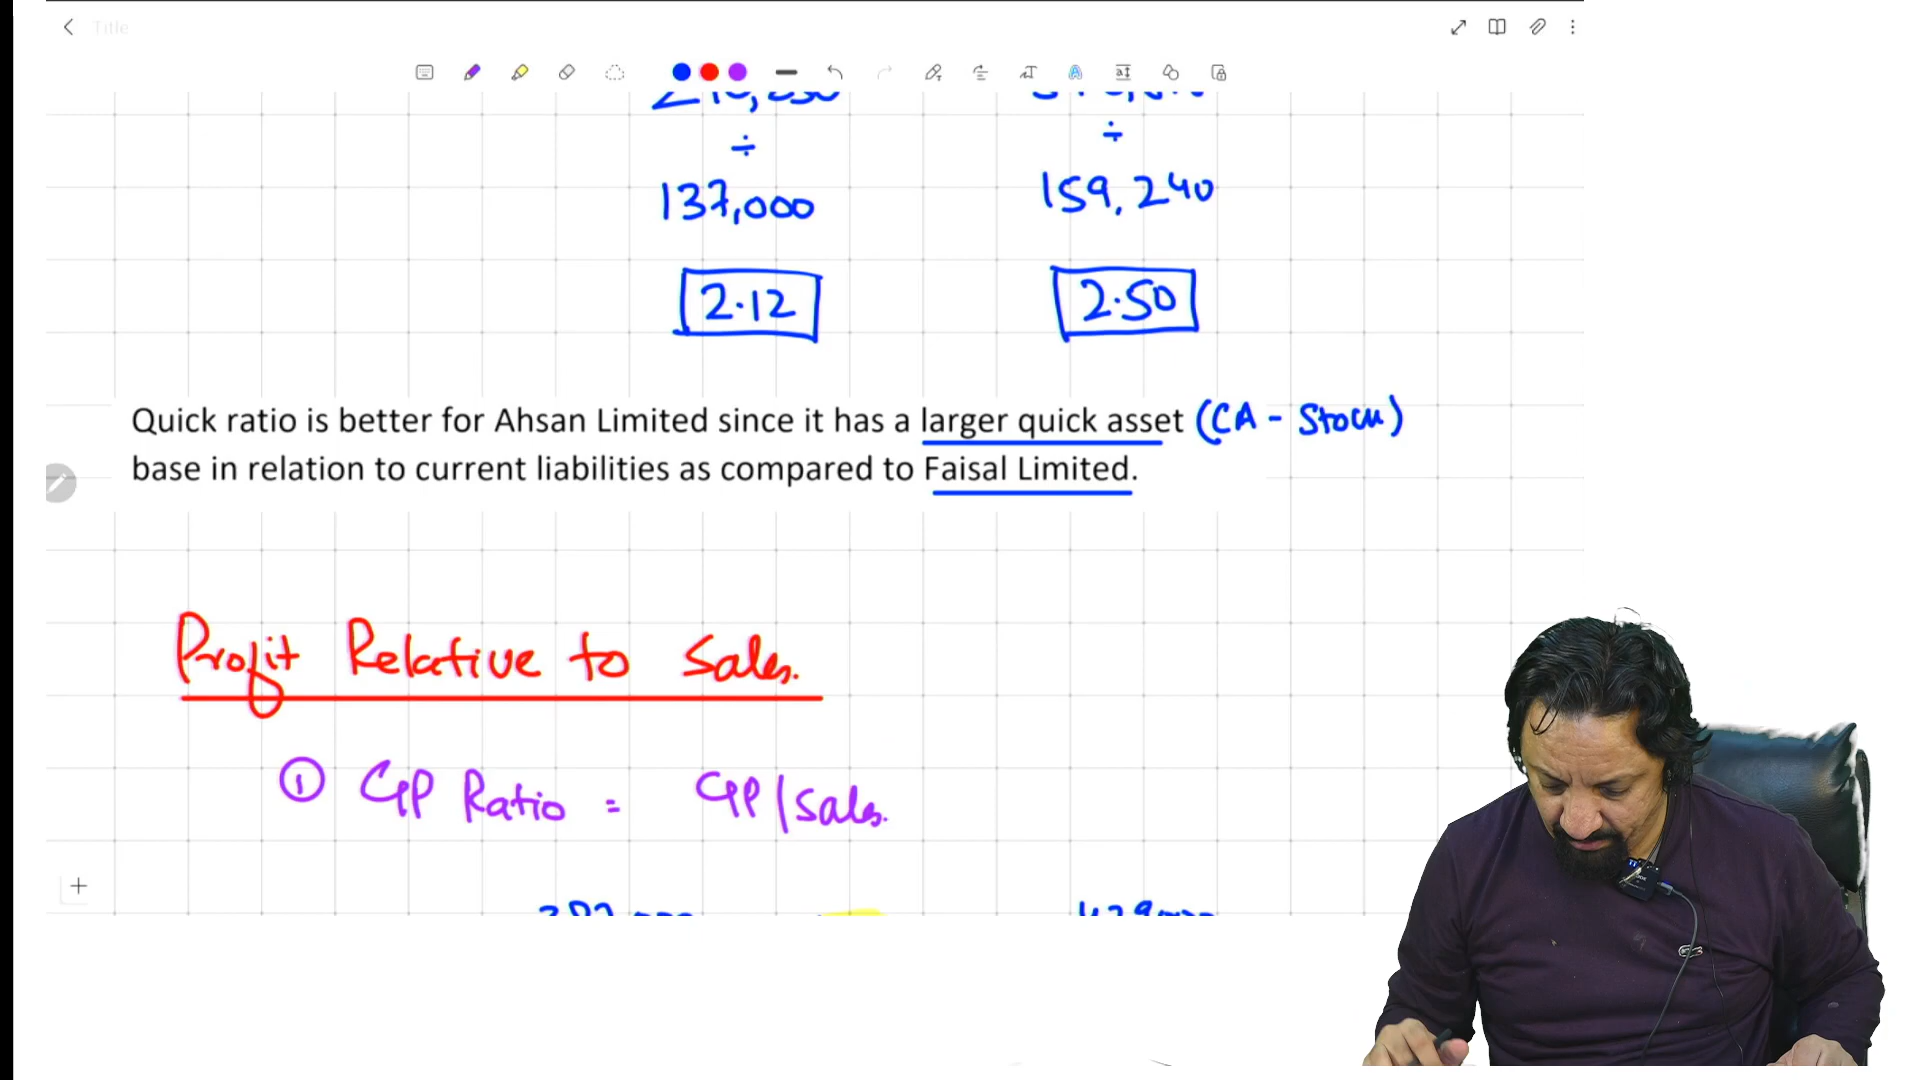 Title
÷ ÷
137,000 159,240
2.12 2.50
Quick ratio is better for Ahsan Limited since it has a larger quick asset (CA - Stock)
base in relation to current liabilities as compared to Faisal Limited.
Profit Relative to Sales.
① GP Ratio = GP/Sales.